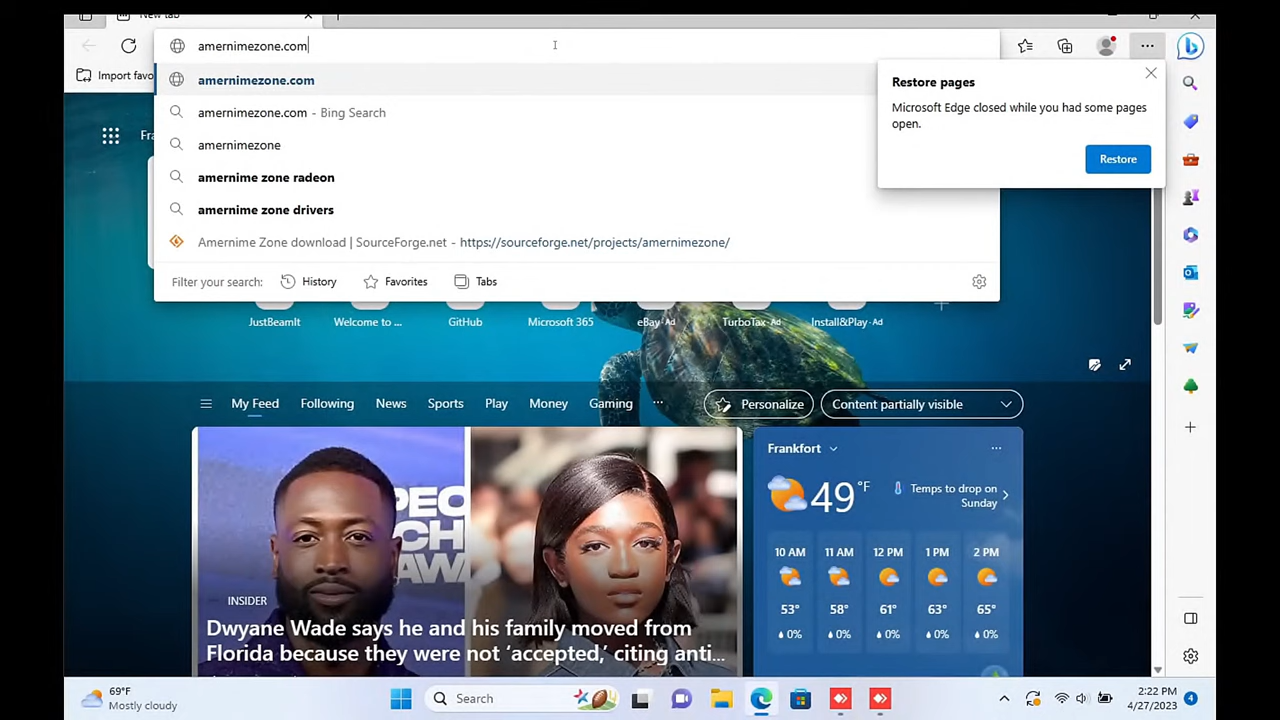 New tab
amernimezone.com
Import favo
amernimezone.com
amernimezone.com - Bing Search
amernimezone
amernime zone radeon
amernime zone drivers
Amernime Zone download | SourceForge.net - https://sourceforge.net/projects/amernimezone/
Filter your search: History Favorites Tabs
Restore pages
Microsoft Edge closed while you had some pages
open.
Restore
Fra
JustBeamIt Welcome to ... GitHub Microsoft 365 eBay · Ad TurboTax · Ad Install&Play · Ad
My Feed Following News Sports Play Money Gaming ... Personalize Content partially visible
INSIDER
Dwyane Wade says he and his family moved from
Florida because they were not ‘accepted,’ citing anti...
Frankfort
49 °F
Temps to drop on
Sunday
10 AM 11 AM 12 PM 1 PM 2 PM
53° 58° 61° 63° 65°
0% 0% 0% 0% 0%
69°F
Mostly cloudy
Search
2:22 PM
4/27/2023
4